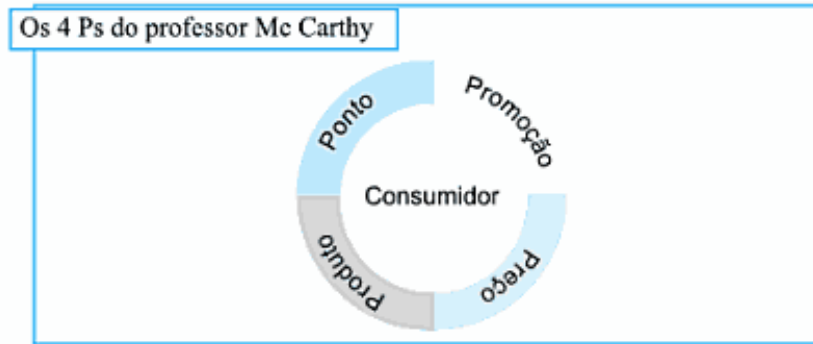 Os 4 Ps do professor Mc Carthy
Ponto
Promoção
Consumidor
Produto
Preço